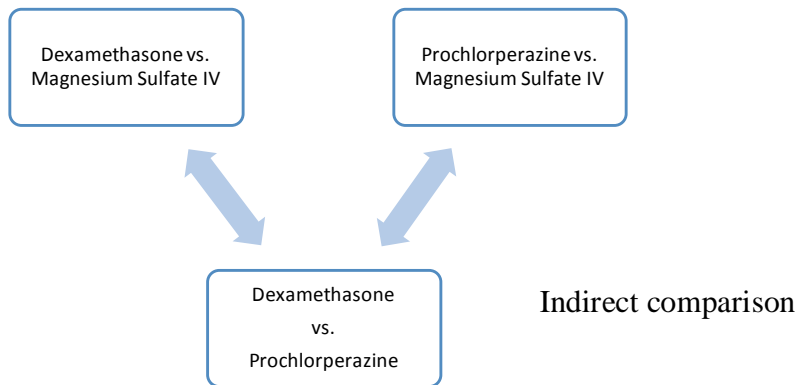 Dexamethasone vs.
Magnesium Sulfate IV
Prochlorperazine vs.
Magnesium Sulfate IV
Dexamethasone
vs.
Prochlorperazine
Indirect comparison